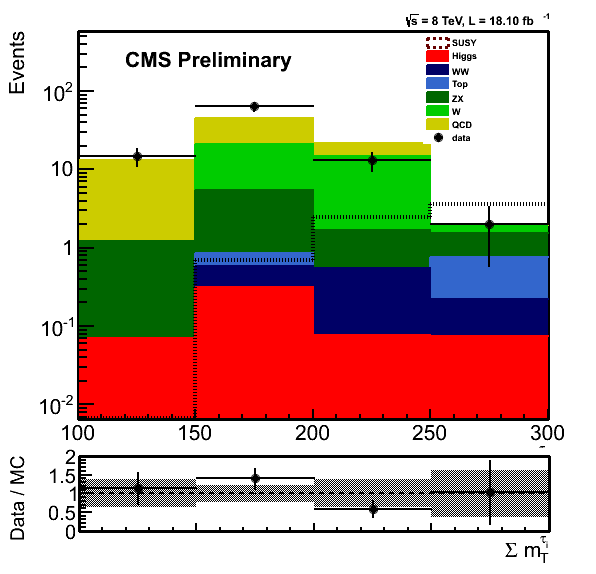 √s = 8 TeV, L = 18.10 fb⁻¹
Events
CMS Preliminary
SUSY
Higgs
WW
Top
ZX
W
QCD
data
10²
10
1
10⁻¹
10⁻²
100 150 200 250 300
Data / MC
2
1.5
1
0.5
0
Σ m_T^{τ_i}